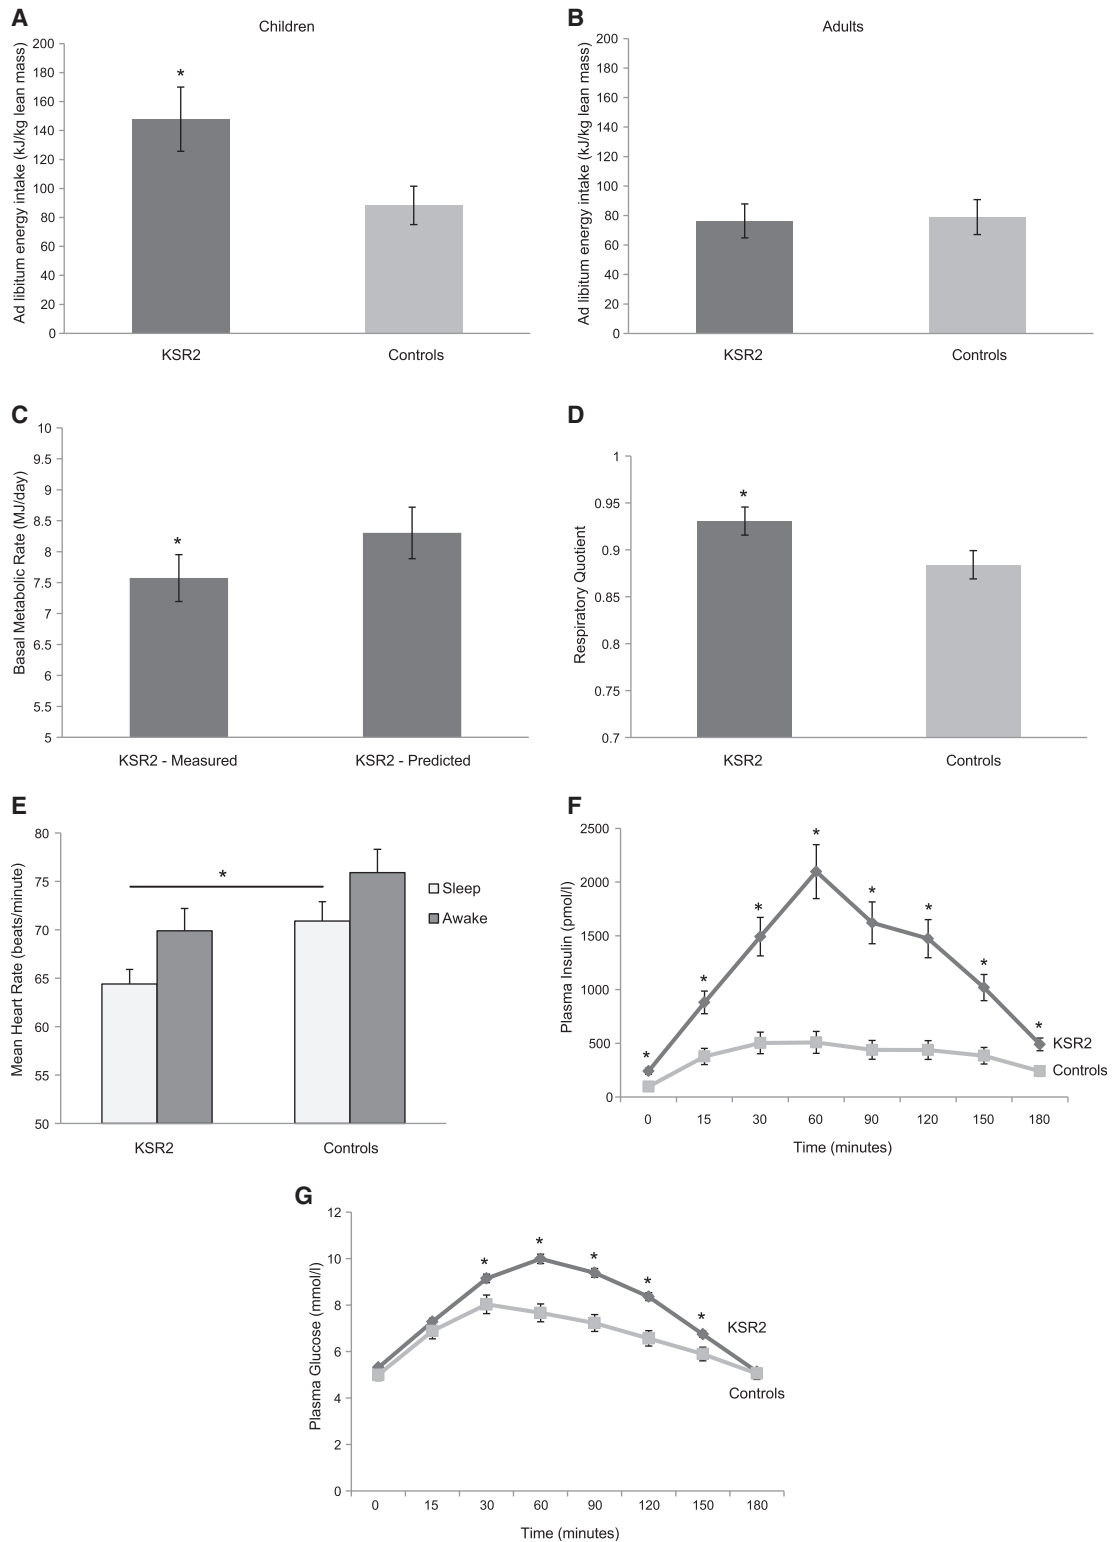 A
Children
Ad libitum energy intake (kJ/kg lean mass)
200
180
160
140
120
100
80
60
40
20
0
*
KSR2
Controls
B
Adults
Ad libitum energy intake (kJ/kg lean mass)
200
180
160
140
120
100
80
60
40
20
0
KSR2
Controls
C
Basal Metabolic Rate (MJ/day)
10
9.5
9
8.5
8
7.5
7
6.5
6
5.5
5
*
KSR2 - Measured
KSR2 - Predicted
D
Respiratory Quotient
1
0.95
0.9
0.85
0.8
0.75
0.7
*
KSR2
Controls
E
Mean Heart Rate (beats/minute)
80
75
70
65
60
55
50
*
Sleep
Awake
KSR2
Controls
F
Plasma Insulin (pmol/l)
2500
2000
1500
1000
500
0
* * * * * * * *
KSR2
Controls
0 15 30 60 90 120 150 180
Time (minutes)
G
Plasma Glucose (mmol/l)
12
10
8
6
4
2
0
* * * * *
KSR2
Controls
0 15 30 60 90 120 150 180
Time (minutes)